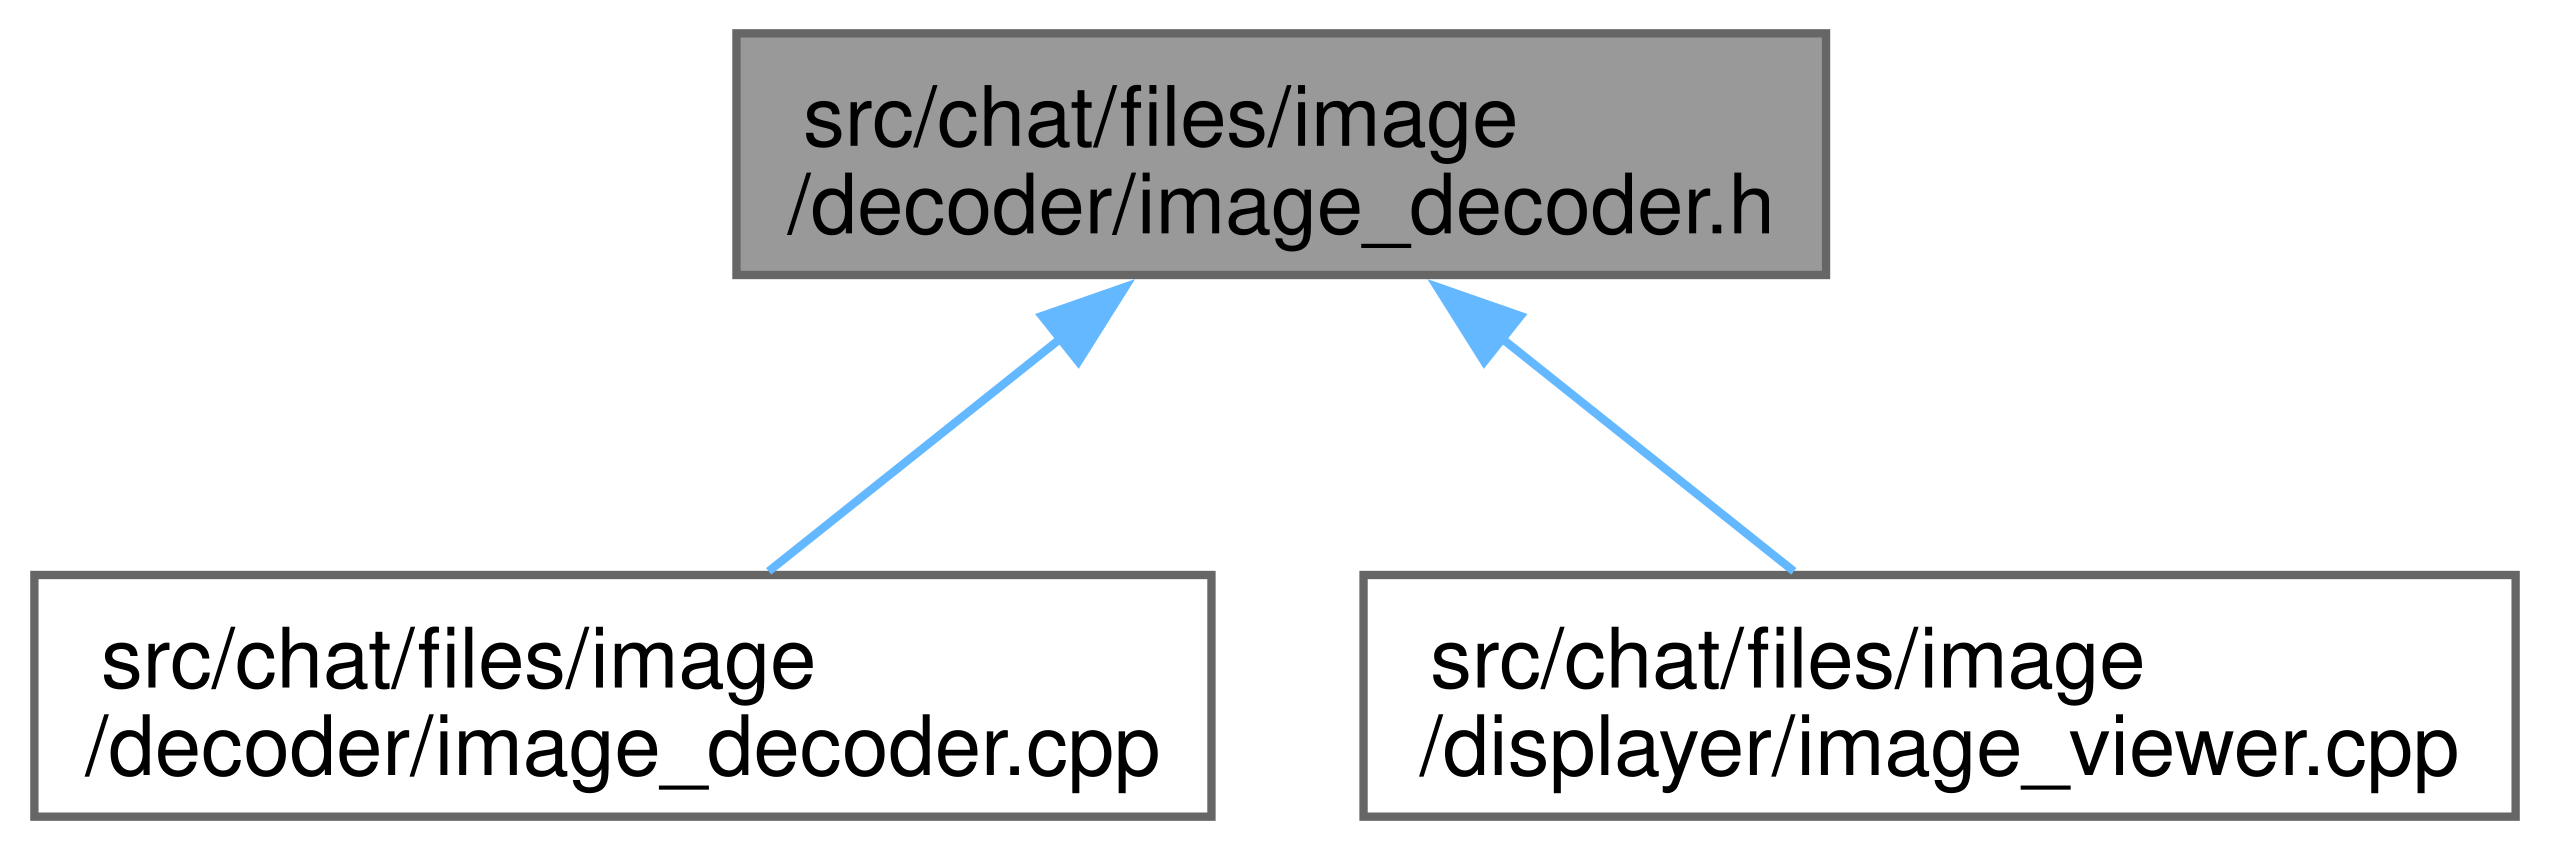 src/chat/files/image
/decoder/image_decoder.h
src/chat/files/image
/decoder/image_decoder.cpp
src/chat/files/image
/displayer/image_viewer.cpp